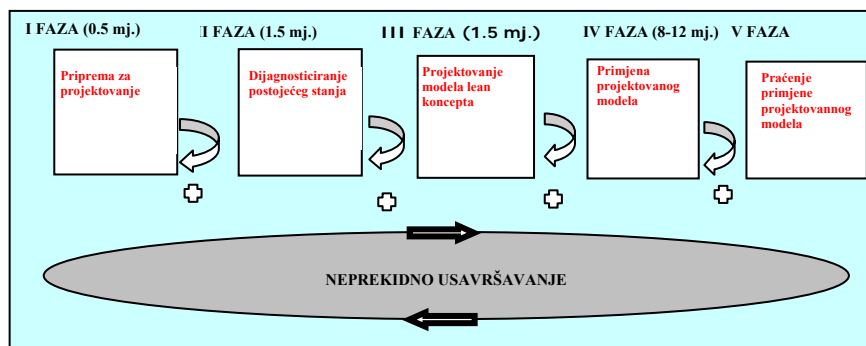 I FAZA (0.5 mj.)
II FAZA (1.5 mj.)
III FAZA (1.5 mj.)
IV FAZA (8-12 mj.)
V FAZA
Priprema za
projektovanje
Dijagnosticiranje
postojećeg stanja
Projektovanje
modela lean
koncepta
Primjena
projektovanog
modela
Praćenje
primjene
projektovannog
modela
NEPREKIDNO USAVRŠAVANJE